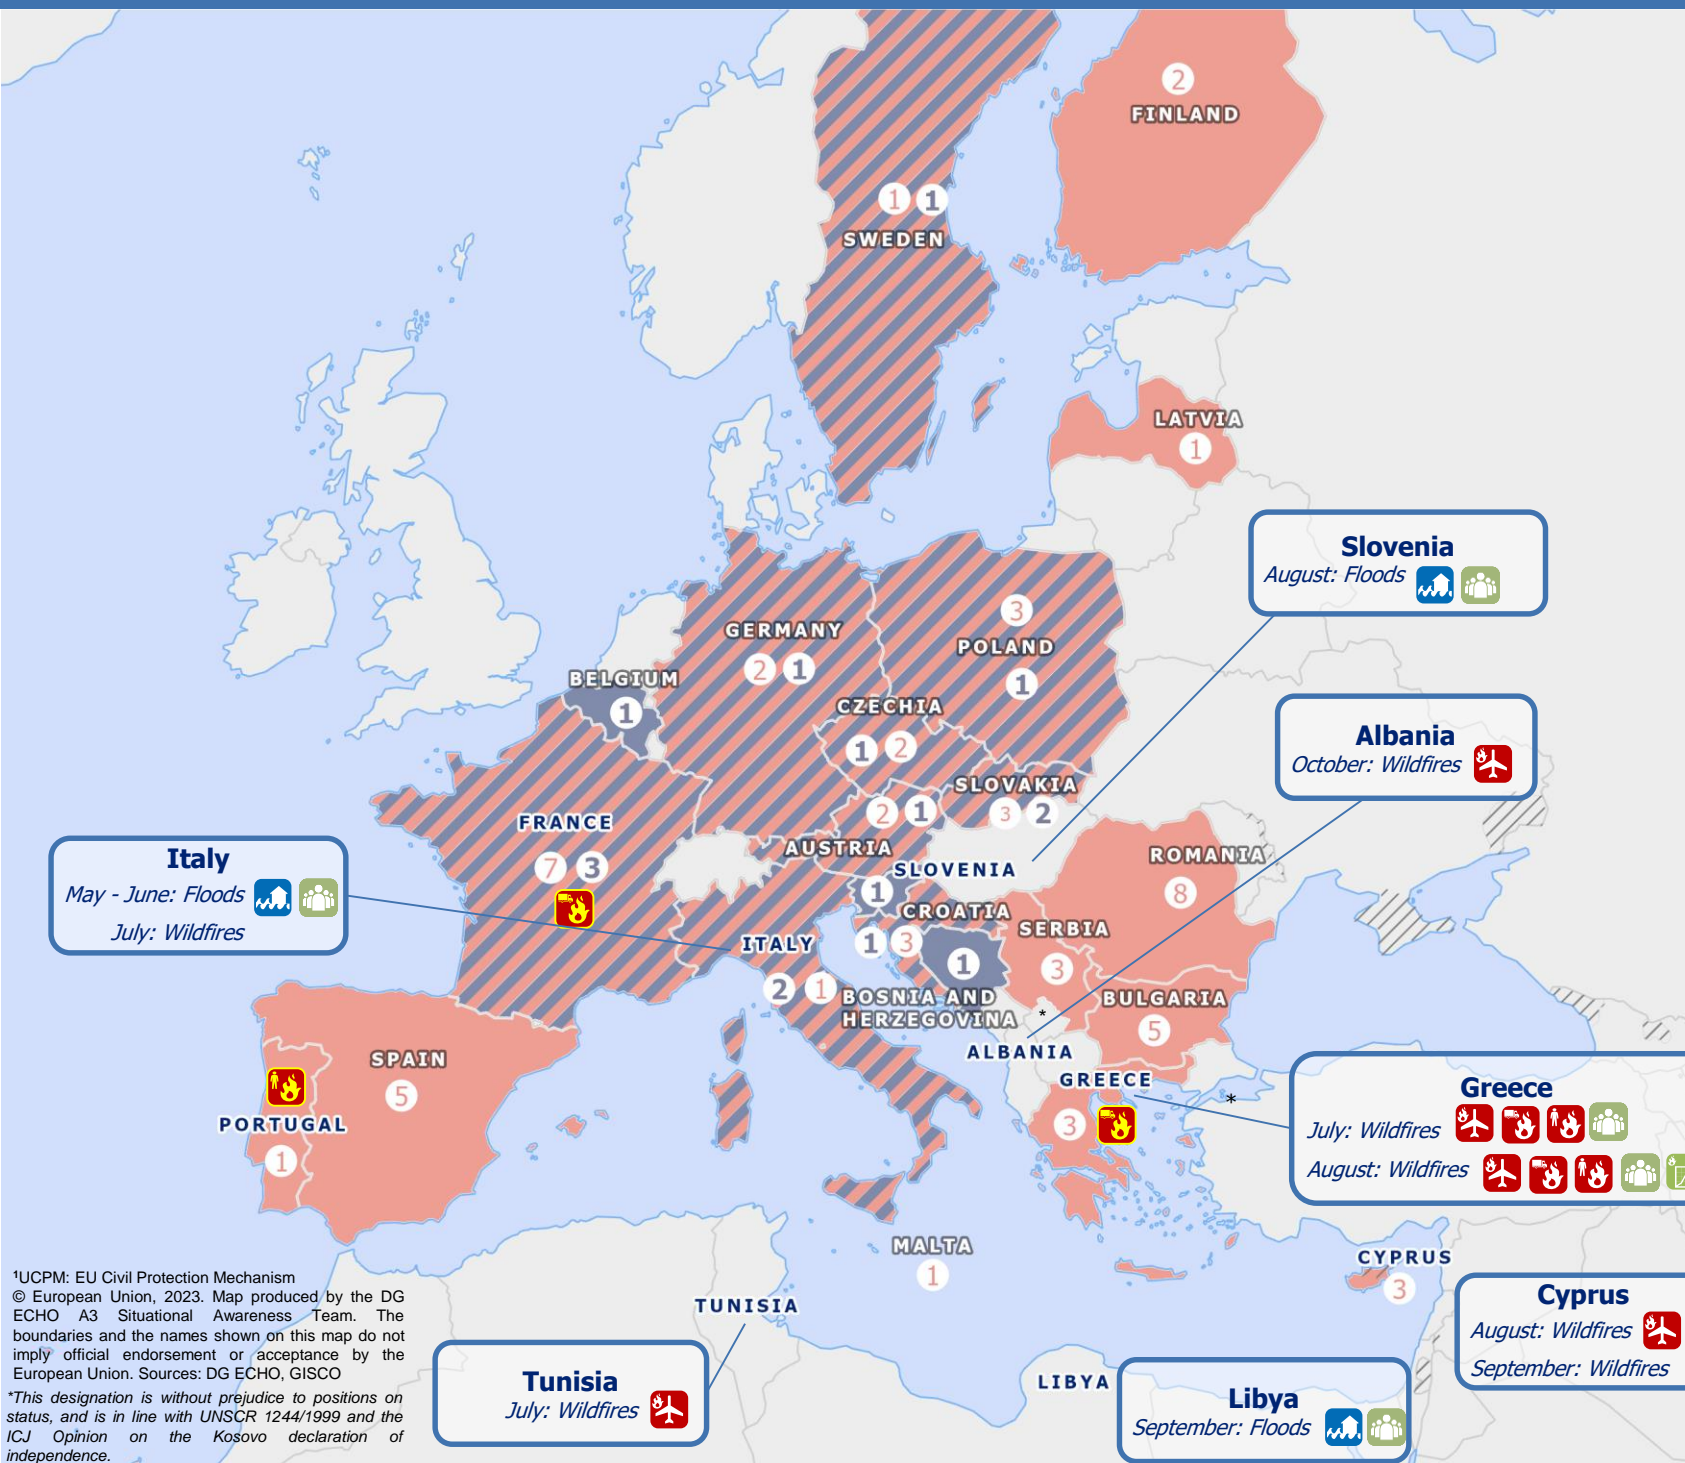 2
FINLAND
1 1
SWEDEN
LATVIA
1
Slovenia
August: Floods
3
GERMANY
POLAND
2 1
1
BELGIUM
1
CZECHIA
1 2
Albania
October: Wildfires
SLOVAKIA
3 2
2 1
FRANCE
AUSTRIA
7 3
SLOVENIA
1
ROMANIA
8
Italy
May - June: Floods
July: Wildfires
CROATIA
1 3
SERBIA
3
ITALY
2 1
1
BOSNIA AND
HERZEGOVINA
*
BULGARIA
5
ALBANIA
SPAIN
5
GREECE
3
*
PORTUGAL
1
Greece
July: Wildfires
August: Wildfires
MALTA
1
CYPRUS
3
Cyprus
August: Wildfires
September: Wildfires
TUNISIA
Tunisia
July: Wildfires
LIBYA
Libya
September: Floods
¹UCPM: EU Civil Protection Mechanism
© European Union, 2023. Map produced by the DG
ECHO A3 Situational Awareness Team. The
boundaries and the names shown on this map do not
imply official endorsement or acceptance by the
European Union. Sources: DG ECHO, GISCO
*This designation is without prejudice to positions on
status, and is in line with UNSCR 1244/1999 and the
ICJ Opinion on the Kosovo declaration of
independence.